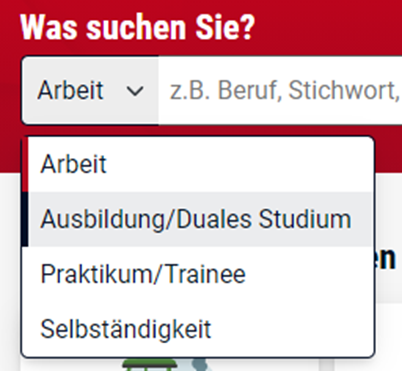 Was suchen Sie?
Arbeit z.B. Beruf, Stichwort,
Arbeit
Ausbildung/Duales Studium
Praktikum/Trainee
Selbständigkeit